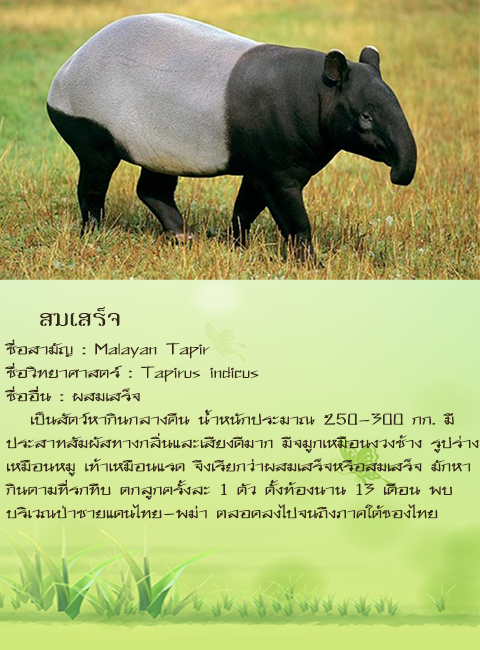 สมเสร็จ
ชื่อสามัญ : Malayan Tapir
ชื่อวิทยาศาสตร์ : Tapirus indicus
ชื่ออื่น : ผสมเสร็จ
เป็นสัตว์หากินกลางคืน น้ำหนักประมาณ 250-300 กก. มี
ประสาทสัมผัสทางกลิ่นและเสียงดีมาก มีจมูกเหมือนงวงช้าง รูปร่าง
เหมือนหมู เท้าเหมือนแรด จึงเรียกว่าผสมเสร็จหรือสมเสร็จ มักหา
กินตามที่รกทึบ ตกลูกครั้งละ 1 ตัว ตั้งท้องนาน 13 เดือน พบ
บริเวณป่าชายแดนไทย-พม่า ตลอดลงไปจนถึงภาคใต้ของไทย